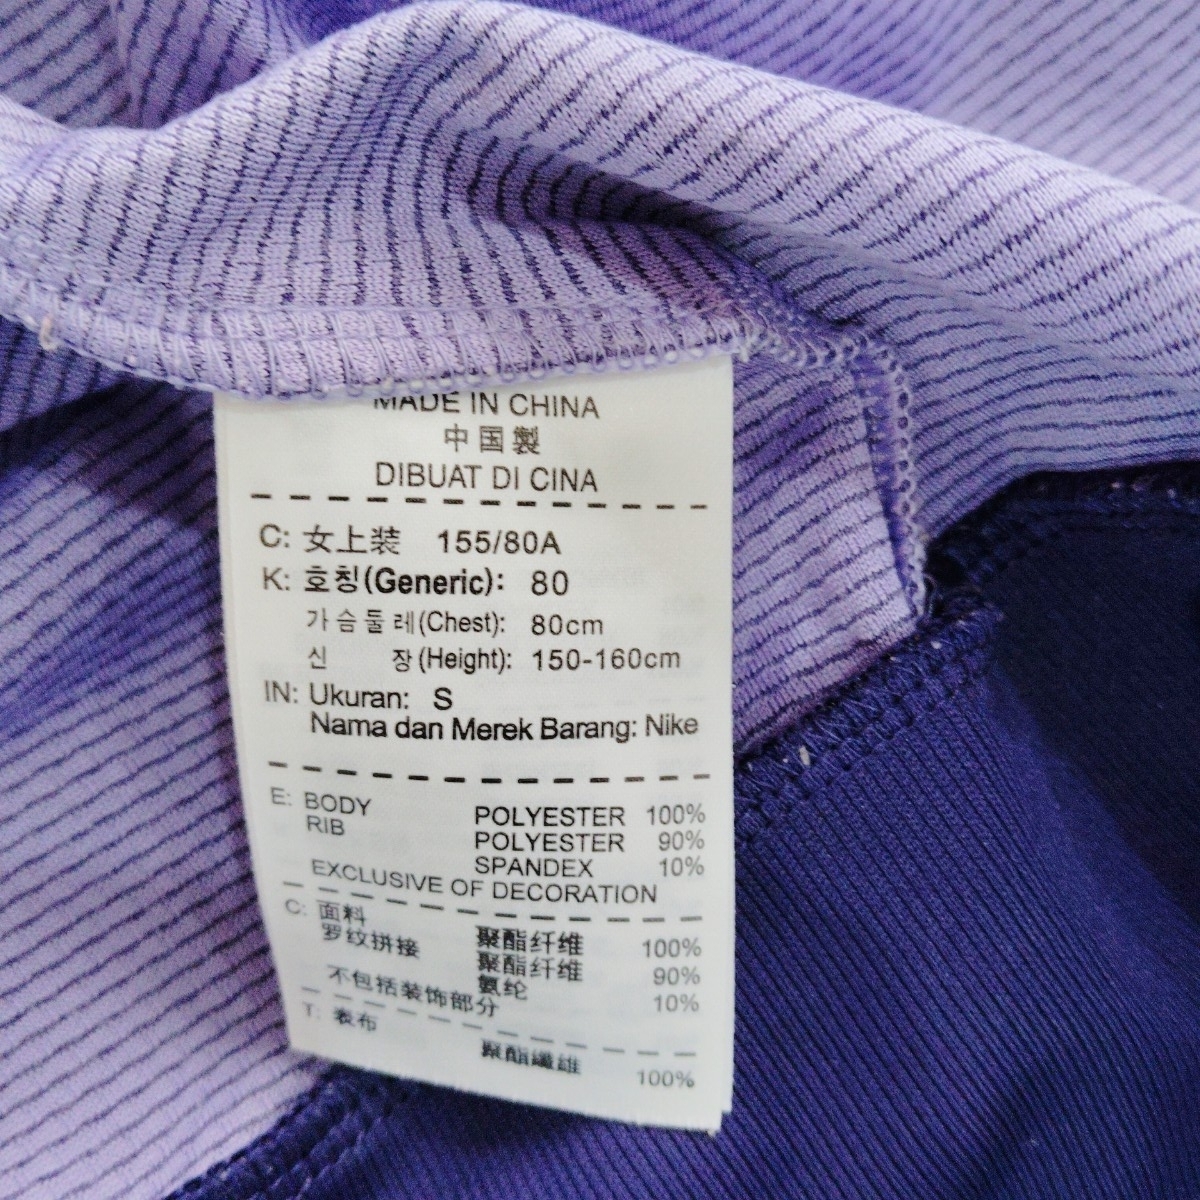 MADE IN CHINA
中国製
DIBUAT DI CINA
C: 女上装 155/80A
K: 호칭(Generic): 80
가슴둘레(Chest): 80cm
신 장(Height): 150-160cm
IN: Ukuran: S
Nama dan Merek Barang: Nike
E: BODY POLYESTER 100%
RIB POLYESTER 90%
SPANDEX 10%
EXCLUSIVE OF DECORATION
C: 面料 聚酯纤维 100%
罗纹拼接 聚酯纤维 90%
氨纶 10%
不包括装饰部分
T: 表布 聚酯纖維 100%